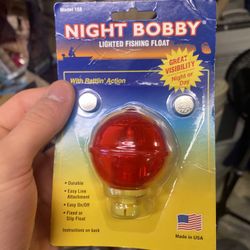 Model 158
NIGHT BOBBY®
LIGHTED FISHING FLOAT
With Rattlin' Action
GREAT
VISIBILITY
Night or
Day
• Durable
• Easy Line
Attachment
• Easy On/Off
• Fixed or
Slip Float
Instructions on back
Made in USA